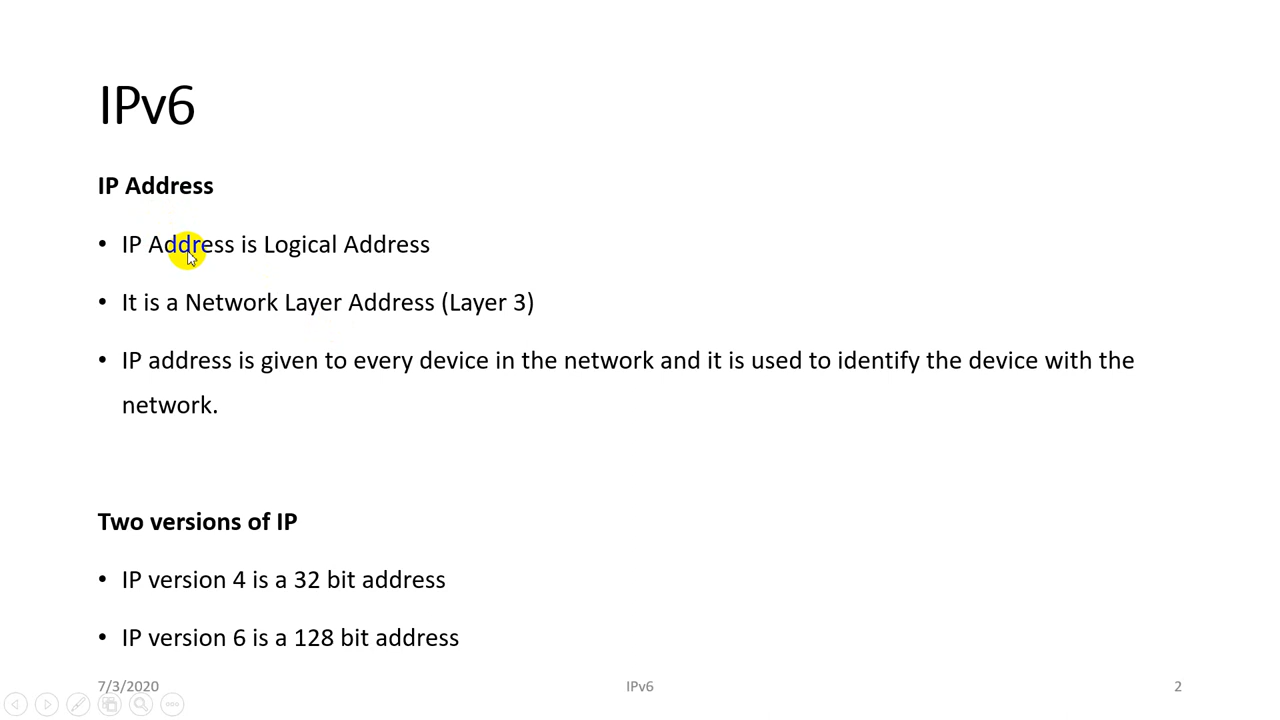 IPv6
IP Address
• IP Address is Logical Address
• It is a Network Layer Address (Layer 3)
• IP address is given to every device in the network and it is used to identify the device with the
network.
Two versions of IP
• IP version 4 is a 32 bit address
• IP version 6 is a 128 bit address
7/3/2020 IPv6 2